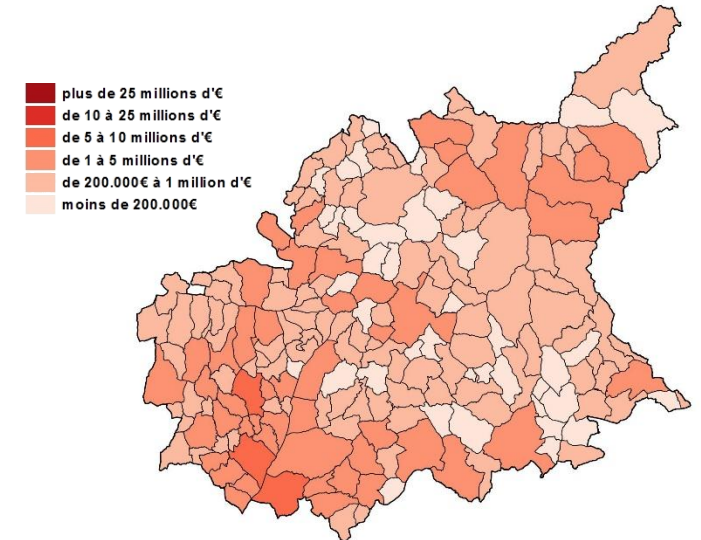 plus de 25 millions d'€
de 10 à 25 millions d'€
de 5 à 10 millions d'€
de 1 à 5 millions d'€
de 200.000€ à 1 million d'€
moins de 200.000€